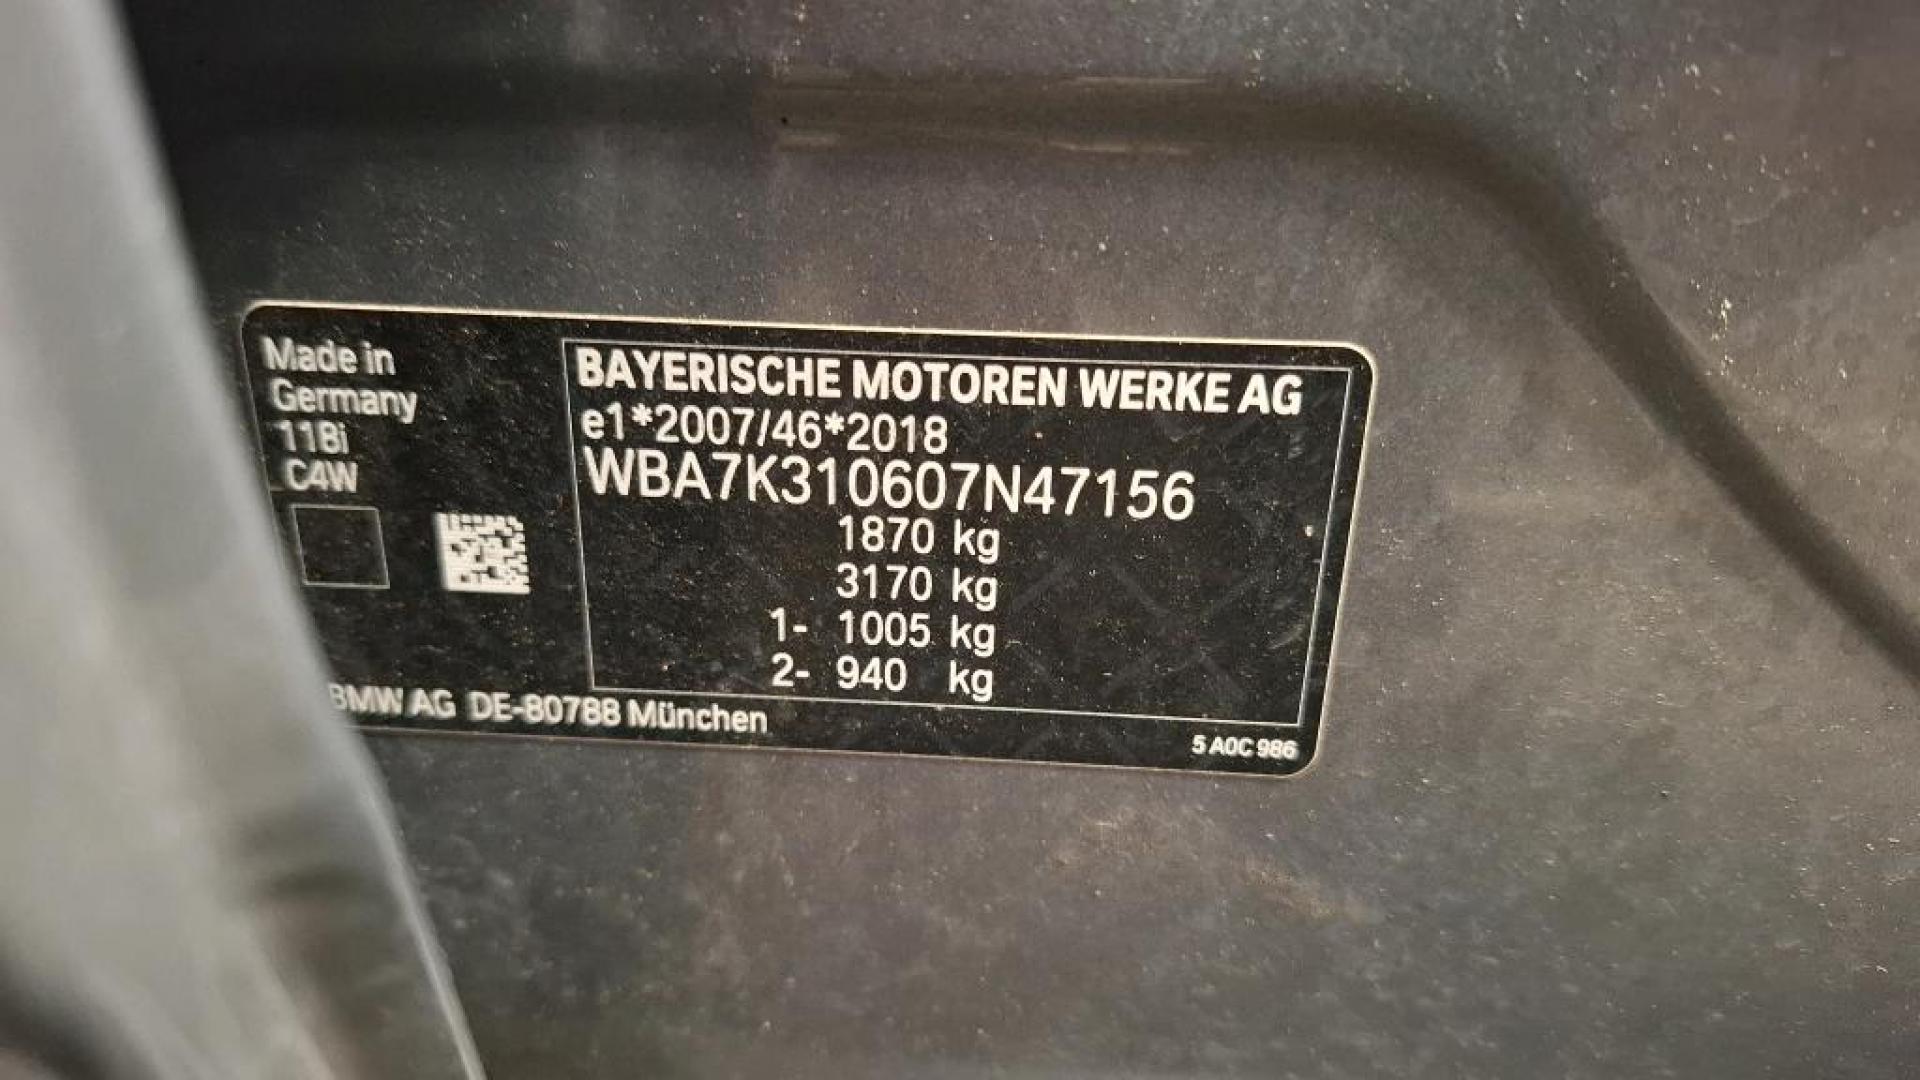 Made in
Germany
118i
C4W
BAYERISCHE MOTOREN WERKE AG
e1*2007/46*2018
WBA7K310607N47156
1870 kg
3170 kg
1- 1005 kg
2- 940 kg
BMW AG DE-80788 München
5 A0C 986